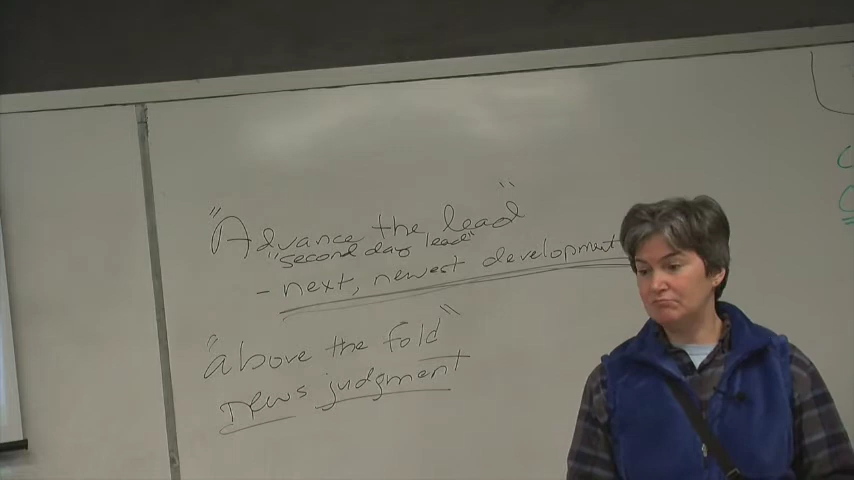 "Advance the lead"
"second day lead"
- next, newest development
"above the fold"
news judgment